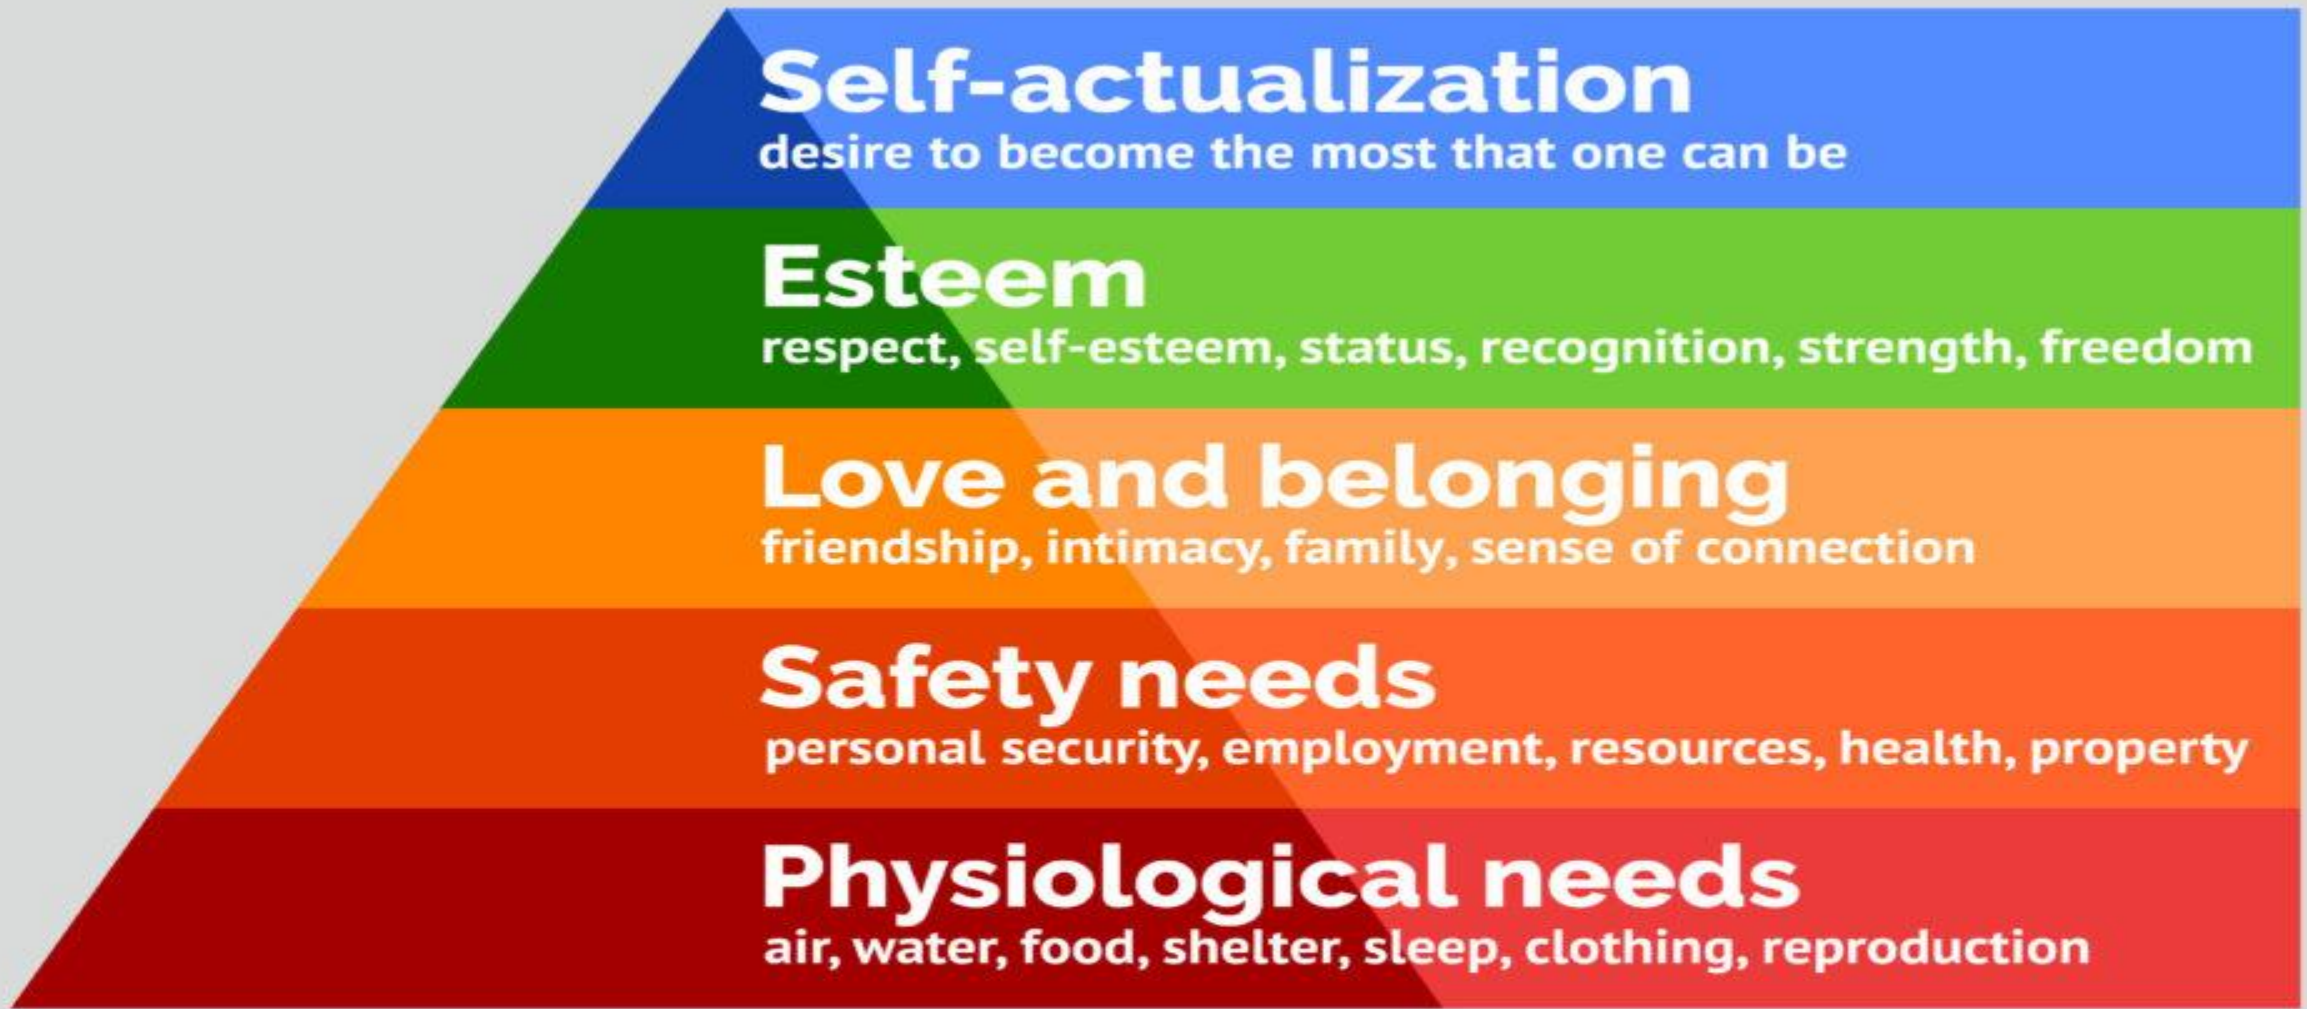 Self-actualization
desire to become the most that one can be
Esteem
respect, self-esteem, status, recognition, strength, freedom
Love and belonging
friendship, intimacy, family, sense of connection
Safety needs
personal security, employment, resources, health, property
Physiological needs
air, water, food, shelter, sleep, clothing, reproduction